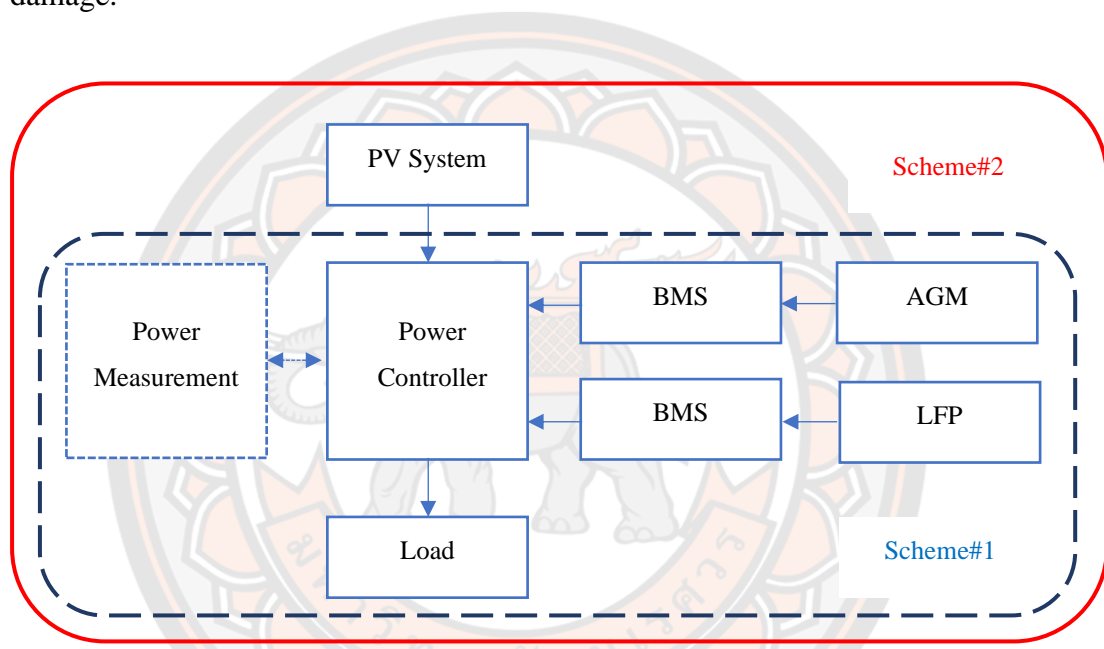 damage.
PV System
Scheme#2
Power
Measurement
Power
Controller
BMS
AGM
BMS
LFP
Load
Scheme#1